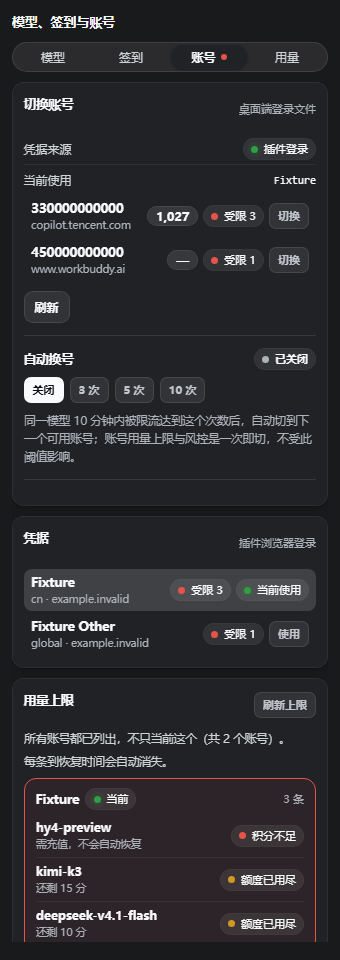 模型、签到与账号
模型 签到 账号 用量
切换账号 桌面端登录文件
凭据来源 插件登录
当前使用 Fixture
330000000000
copilot.tencent.com
1,027 受限 3 切换
450000000000
www.workbuddy.ai
— 受限 1 切换
刷新
自动换号 已关闭
关闭 3 次 5 次 10 次
同一模型 10 分钟内被限流达到这个次数后，自动切到下
一个可用账号；账号用量上限与风控是一次即切，不受此
阈值影响。
凭据 插件浏览器登录
Fixture
cn · example.invalid
受限 3 当前使用
Fixture Other
global · example.invalid
受限 1 使用
用量上限 刷新上限
所有账号都已列出，不只当前这个（共 2 个账号）。
每条到恢复时间会自动消失。
Fixture 当前 3 条
hy4-preview
需充值，不会自动恢复
积分不足
kimi-k3
还剩 15 分
额度已用尽
deepseek-v4.1-flash
还剩 10 分
额度已用尽